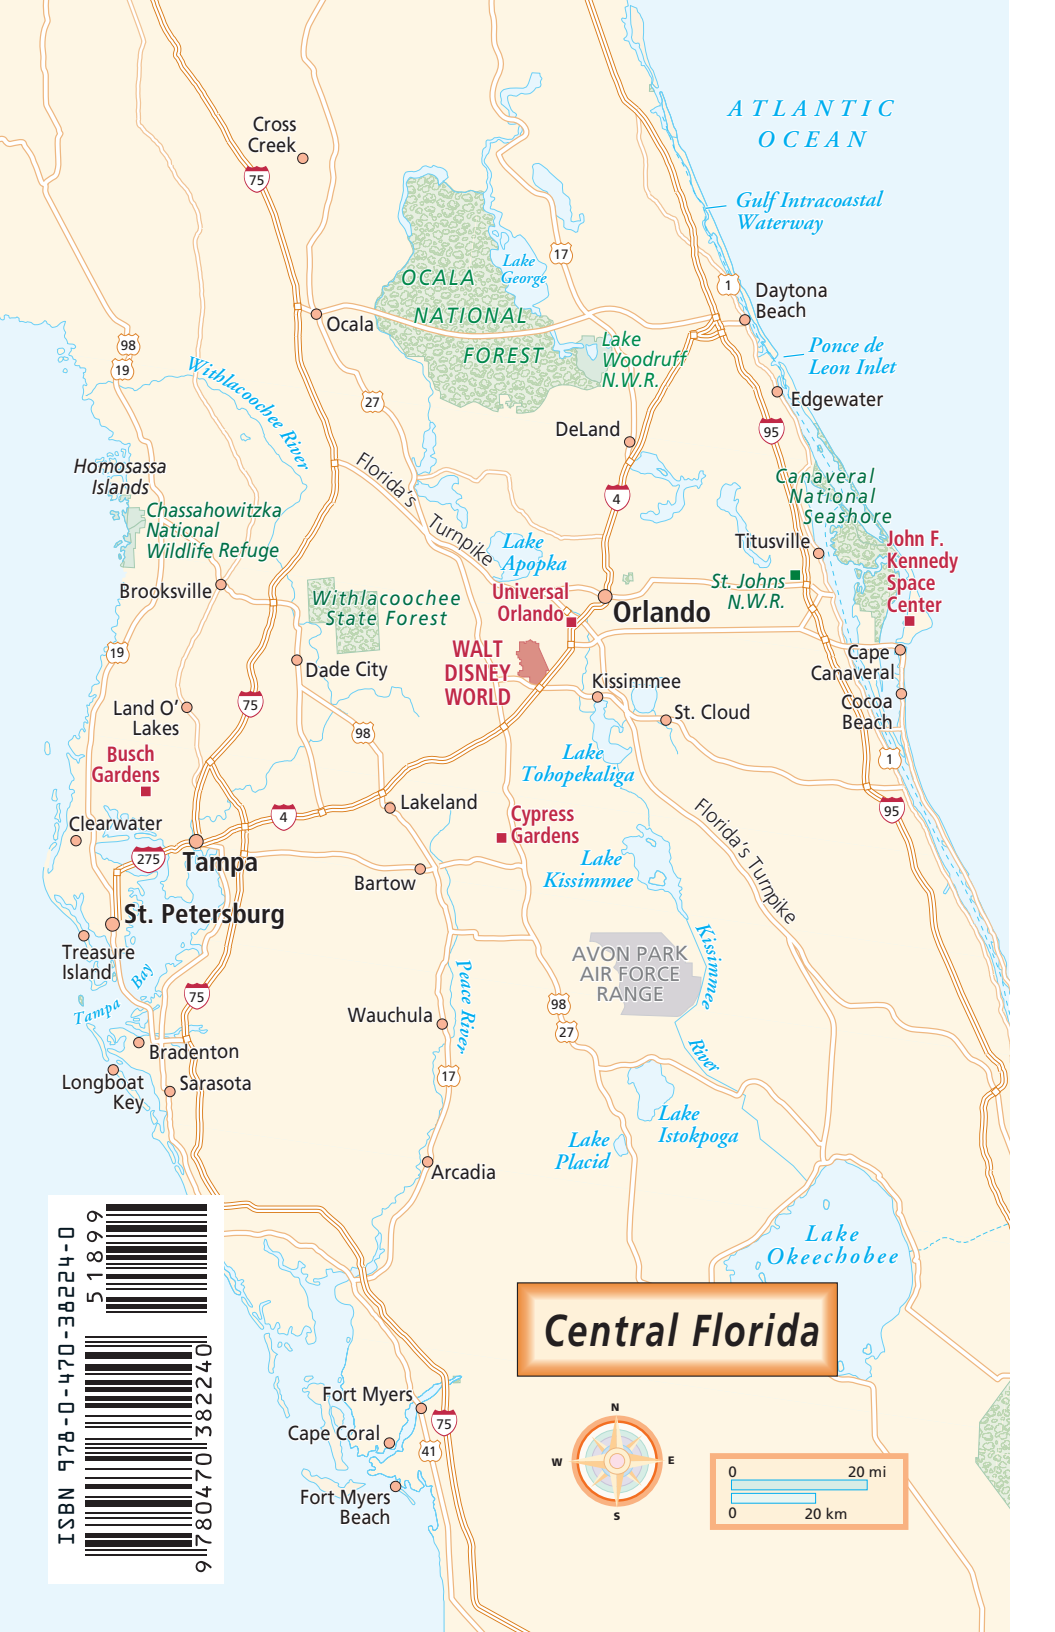 ATLANTIC
OCEAN
Cross
Creek
75
Gulf Intracoastal
Waterway
17
Lake
George
OCALA
NATIONAL
FOREST
1
Daytona
Beach
Ocala
98
19
Lake
Woodruff
N.W.R.
Ponce de
Leon Inlet
Withlacoochee River
27
Edgewater
DeLand
95
Homosassa
Islands
Florida's
Turnpike
4
Canaveral
National
Seashore
Chassahowitzka
National
Wildlife Refuge
Lake
Apopka
Titusville
John F.
Kennedy
Space
Center
Brooksville
Withlacoochee
State Forest
Universal
Orlando
Orlando
St. Johns
N.W.R.
19
Dade City
WALT
DISNEY
WORLD
Kissimmee
St. Cloud
Cape
Canaveral
Cocoa
Beach
Land O'
Lakes
75
98
Busch
Gardens
Lake
Tohopekaliga
1
Clearwater
4
Lakeland
Cypress
Gardens
Florida's Turnpike
95
275
Tampa
Bartow
Lake
Kissimmee
St. Petersburg
Treasure
Island
Tampa Bay
75
Peace River
AVON PARK
AIR FORCE
RANGE
Kissimmee
River
98
27
Wauchula
Bradenton
Longboat
Key
Sarasota
17
Lake
Istokpoga
Lake
Placid
Arcadia
Lake
Okeechobee
ISBN 978-0-470-38224-0
51899
9 780470 382240
Central Florida
Fort Myers
75
Cape Coral
41
Fort Myers
Beach
N
W
E
S
0
20 mi
0
20 km